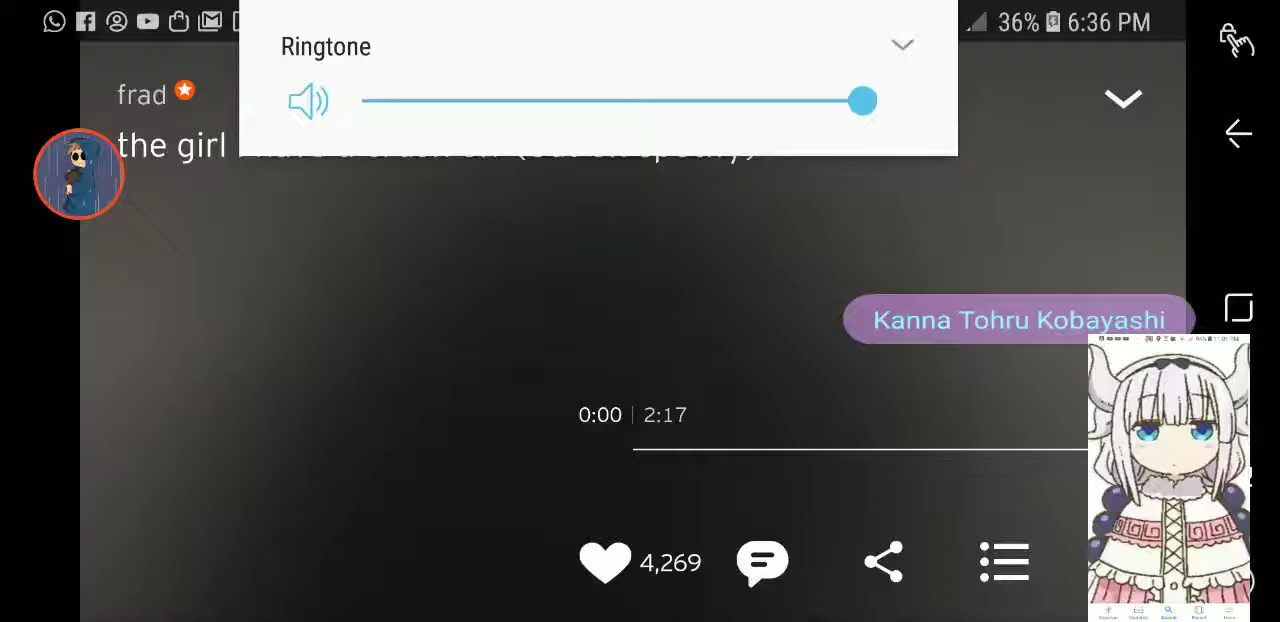 36% 6:36 PM
Ringtone
frad
the girl
Kanna Tohru Kobayashi
0:00 | 2:17
4,269